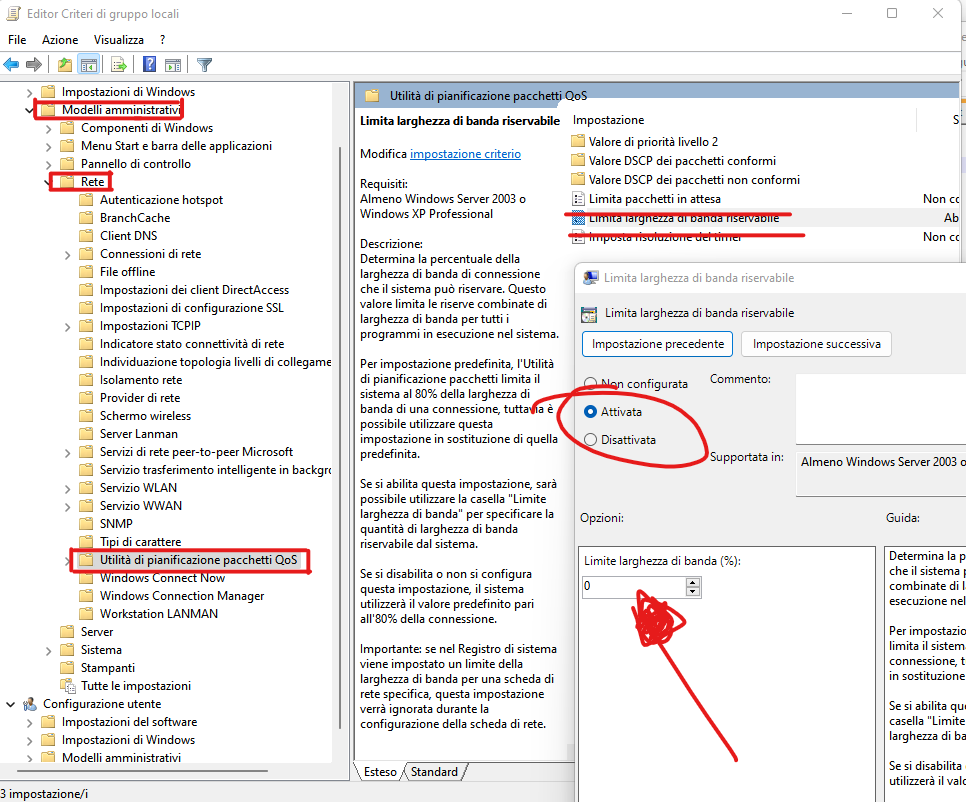 Editor Criteri di gruppo locali
File Azione Visualizza ?
Impostazioni di Windows
Modelli amministrativi
Componenti di Windows
Menu Start e barra delle applicazioni
Pannello di controllo
Rete
Autenticazione hotspot
BranchCache
Client DNS
Connessioni di rete
File offline
Impostazioni dei client DirectAccess
Impostazioni di configurazione SSL
Impostazioni TCPIP
Indicatore stato connettività di rete
Individuazione topologia livelli di collegame
Isolamento rete
Provider di rete
Schermo wireless
Server Lanman
Servizi di rete peer-to-peer Microsoft
Servizio trasferimento intelligente in backgro
Servizio WLAN
Servizio WWAN
SNMP
Tipi di carattere
Utilità di pianificazione pacchetti QoS
Windows Connect Now
Windows Connection Manager
Workstation LANMAN
Server
Sistema
Stampanti
Tutte le impostazioni
Configurazione utente
Impostazioni del software
Impostazioni di Windows
Modelli amministrativi
3 impostazione/i
Utilità di pianificazione pacchetti QoS
Limita larghezza di banda riservabile
Modifica impostazione criterio
Requisiti:
Almeno Windows Server 2003 o
Windows XP Professional
Descrizione:
Determina la percentuale della
larghezza di banda di connessione
che il sistema può riservare. Questo
valore limita le riserve combinate di
larghezza di banda per tutti i
programmi in esecuzione nel sistema.
Per impostazione predefinita, l'Utilità
di pianificazione pacchetti limita il
sistema al 80% della larghezza di
banda di una connessione, tuttavia è
possibile utilizzare questa
impostazione in sostituzione di quella
predefinita.
Se si abilita questa impostazione, sarà
possibile utilizzare la casella "Limite
larghezza di banda" per specificare la
quantità di larghezza di banda
riservabile dal sistema.
Se si disabilita o non si configura
questa impostazione, il sistema
utilizzerà il valore predefinito pari
all'80% della connessione.
Importante: se nel Registro di sistema
viene impostato un limite della
larghezza di banda per una scheda di
rete specifica, questa impostazione
verrà ignorata durante la
configurazione della scheda di rete.
Esteso Standard
Impostazione S
Valore di priorità livello 2
Valore DSCP dei pacchetti conformi
Valore DSCP dei pacchetti non conformi
Limita pacchetti in attesa Non co
Limita larghezza di banda riservabile Ab
Imposta risoluzione del timer Non co
Limita larghezza di banda riservabile
Limita larghezza di banda riservabile
Impostazione precedente Impostazione successiva
Non configurata Commento:
Attivata
Disattivata
Supportata in: Almeno Windows Server 2003 o
Opzioni: Guida:
Limite larghezza di banda (%):
0
Determina la p
che il sistema p
combinate di la
esecuzione nel
Per impostazio
limita il sistema
connessione, t
in sostituzione
Se si abilita que
casella "Limite
larghezza di ba
Se si disabilita o
utilizzerà il valo